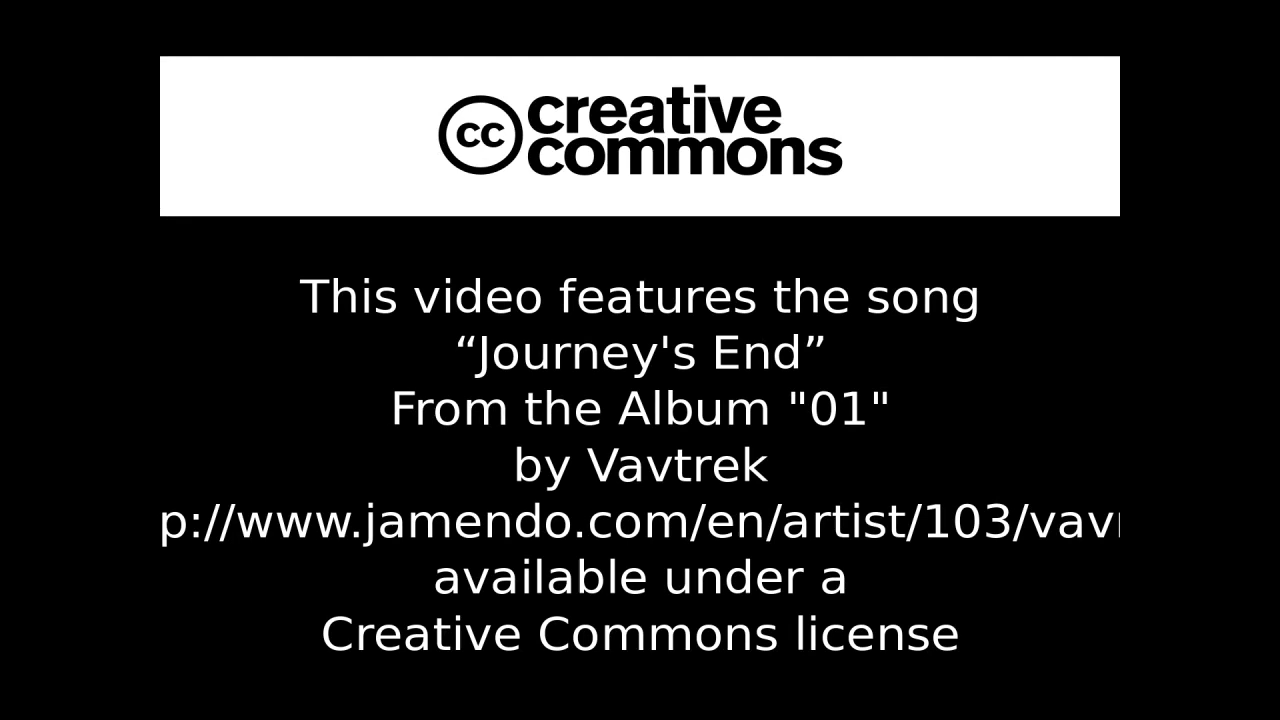 cc creative
commons
This video features the song
“Journey's End”
From the Album "01"
by Vavtrek
p://www.jamendo.com/en/artist/103/vav
available under a
Creative Commons license